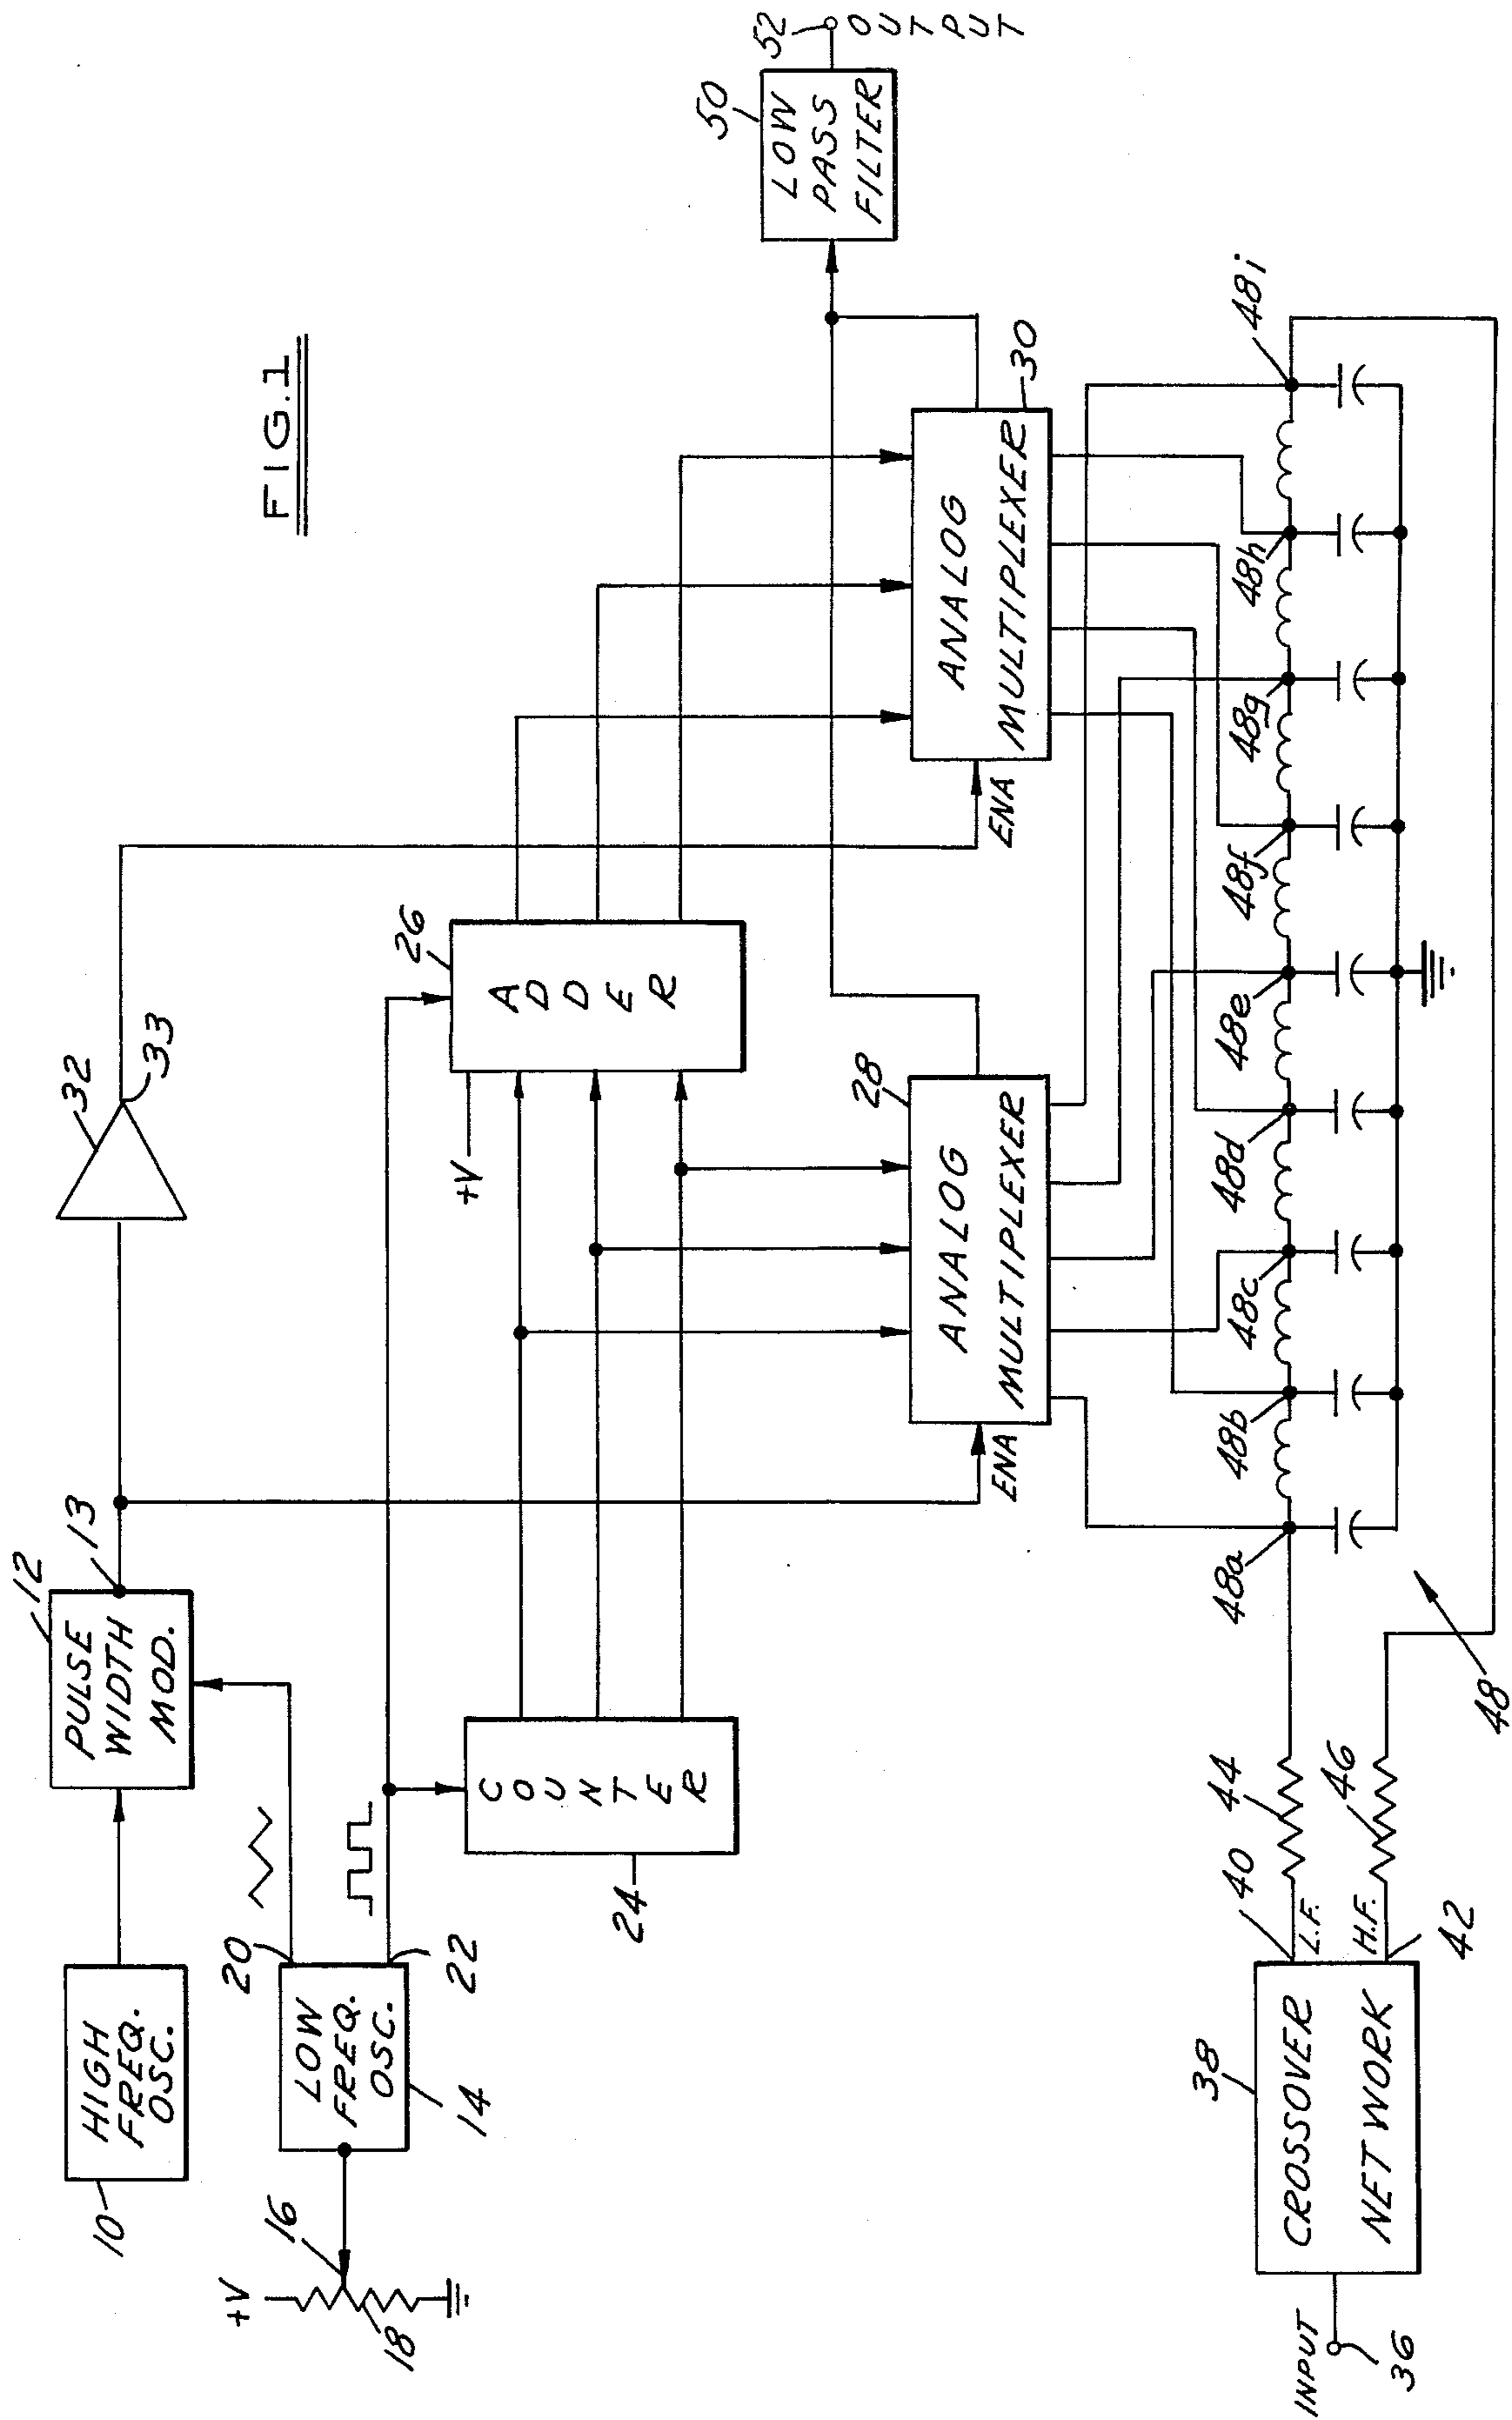 FIG.1
10
HIGH
FREQ.
OSC.
12
PULSE
WIDTH
MOD.
13
32
33
+V
16
18
20
22
LOW
FREQ.
OSC.
14
24
COUNTER
+V
26
ADDER
ENA
28
ANALOG
MULTIPLEXER
ENA
30
ANALOG
MULTIPLEXER
50
LOW
PASS
FILTER
52
OUTPUT
INPUT
36
38
CROSSOVER
NETWORK
40
L.F.
H.F.
42
44
46
48
48a
48b
48c
48d
48e
48f
48g
48h
48i